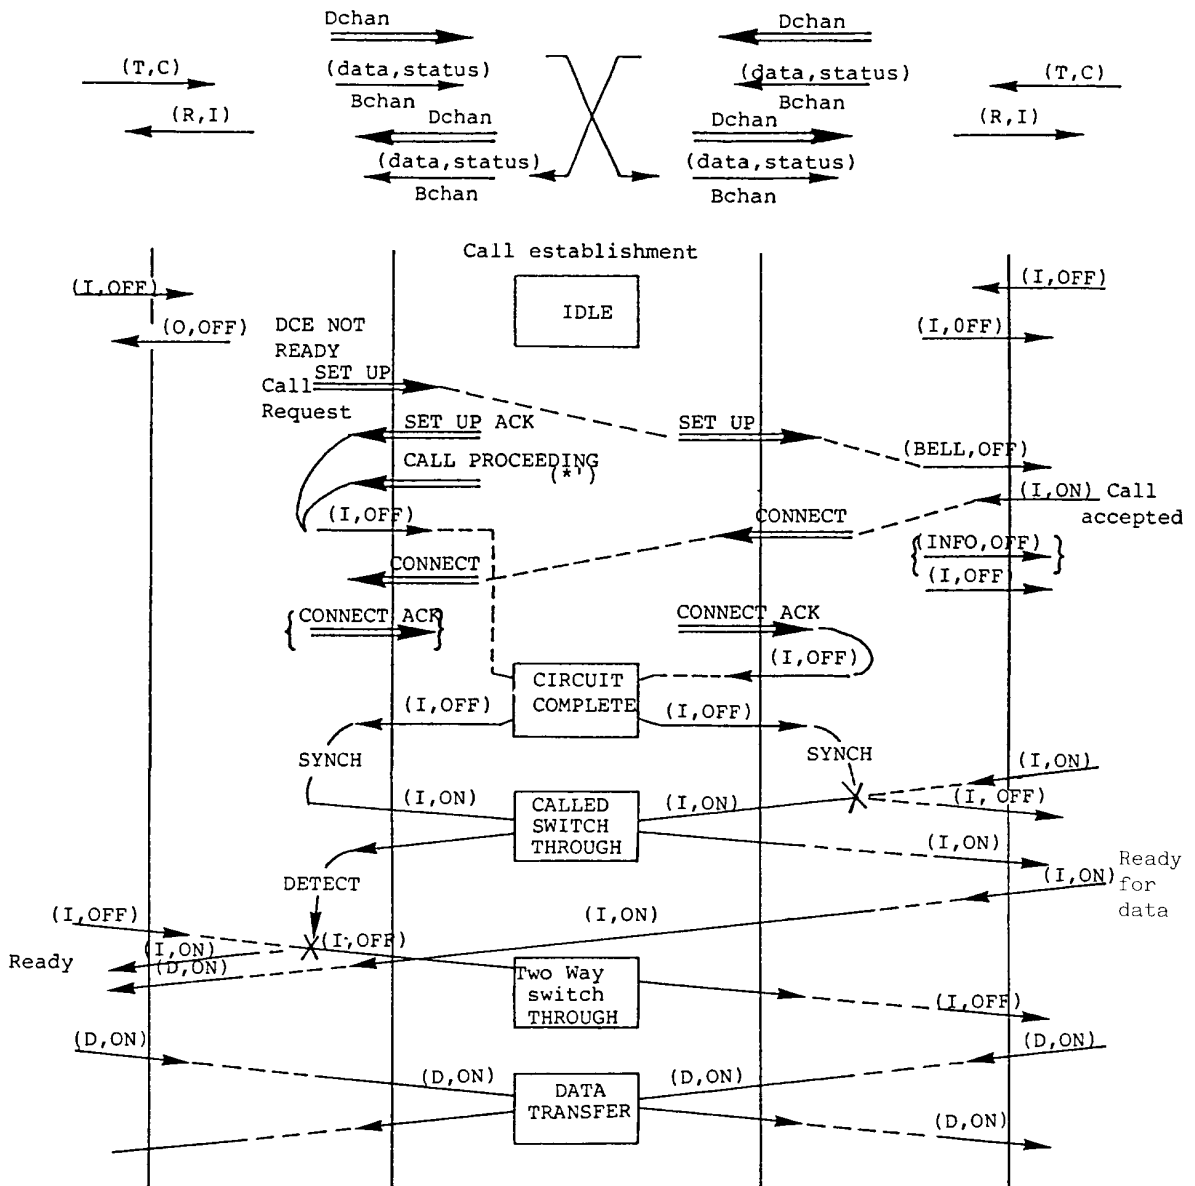 Dchan
Dchan
(T,C)
(data,status)
(data,status)
(T,C)
Bchan
Bchan
(R,I)
Dchan
Dchan
(R,I)
(data,status)
(data,status)
Bchan
Bchan
Call establishment
(I,OFF)
(I,OFF)
IDLE
(O,OFF)
DCE NOT
READY
(I,OFF)
SET UP
Call
Request
SET UP ACK
SET UP
(BELL,OFF)
CALL PROCEEDING
(*')
(I,ON)
Call
accepted
(I,OFF)
CONNECT
(INFO,OFF)
CONNECT
(I,OFF)
CONNECT ACK
CONNECT ACK
(I,OFF)
CIRCUIT
COMPLETE
(I,OFF)
(I,OFF)
SYNCH
SYNCH
(I,ON)
(I,ON)
(I,ON)
(I,OFF)
CALLED
SWITCH
THROUGH
(I,ON)
Ready
for
data
DETECT
(I,ON)
(I,OFF)
(I,ON)
(I,OFF)
(I,ON)
Ready
(D,ON)
Two Way
switch
THROUGH
(I,OFF)
(D,ON)
(D,ON)
(D,ON)
(D,ON)
DATA
TRANSFER
(D,ON)